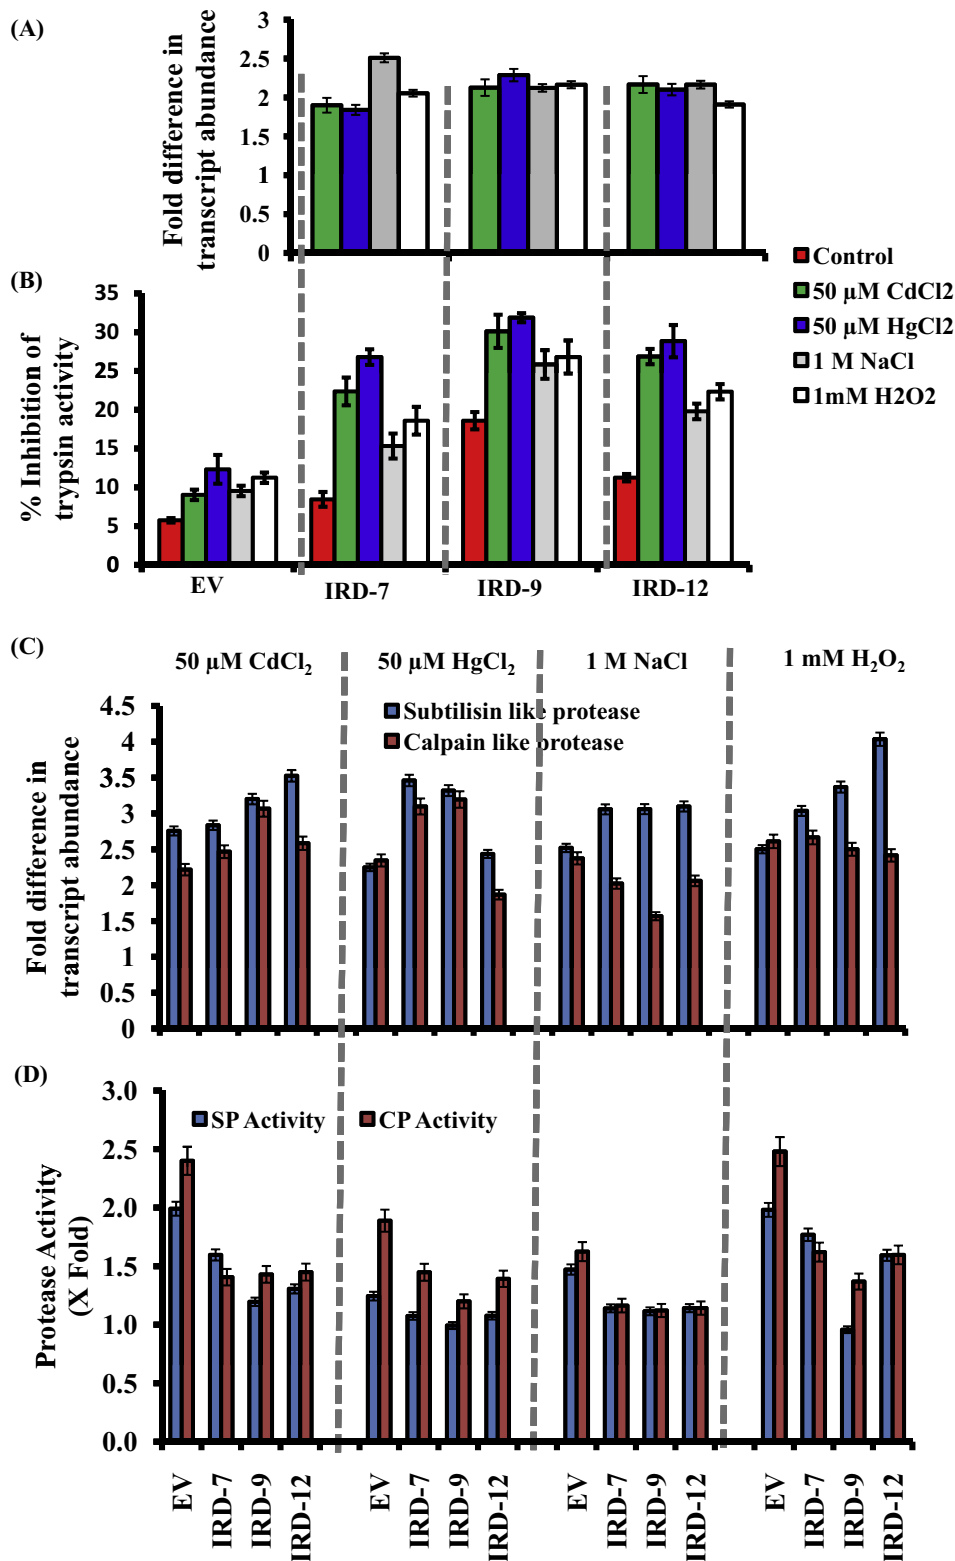 (A)
Fold difference in
transcript abundance
3
2.5
2
1.5
1
0.5
0
Control
50 µM CdCl2
50 µM HgCl2
1 M NaCl
1mM H2O2
(B)
% Inhibition of
trypsin activity
35
30
25
20
15
10
5
0
EV IRD-7 IRD-9 IRD-12
(C)
50 µM CdCl₂ 50 µM HgCl₂ 1 M NaCl 1 mM H₂O₂
Subtilisin like protease
Calpain like protease
Fold difference in
transcript abundance
4.5
4
3.5
3
2.5
2
1.5
1
0.5
0
(D)
SP Activity CP Activity
Protease Activity
(X Fold)
3.0
2.5
2.0
1.5
1.0
0.5
0.0
EV IRD-7 IRD-9 IRD-12 EV IRD-7 IRD-9 IRD-12 EV IRD-7 IRD-9 IRD-12 EV IRD-7 IRD-9 IRD-12